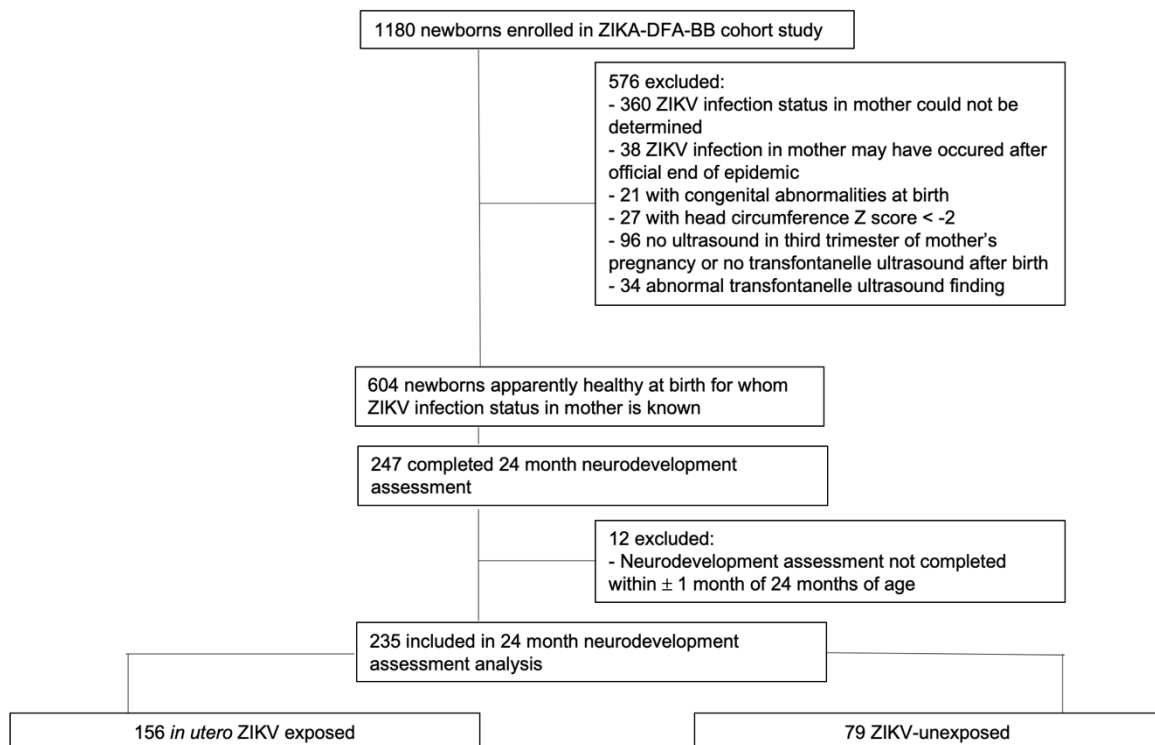 1180 newborns enrolled in ZIKA-DFA-BB cohort study
576 excluded:
- 360 ZIKV infection status in mother could not be
determined
- 38 ZIKV infection in mother may have occured after
official end of epidemic
- 21 with congenital abnormalities at birth
- 27 with head circumference Z score < -2
- 96 no ultrasound in third trimester of mother's
pregnancy or no transfontanelle ultrasound after birth
- 34 abnormal transfontanelle ultrasound finding
604 newborns apparently healthy at birth for whom
ZIKV infection status in mother is known
247 completed 24 month neurodevelopment
assessment
12 excluded:
- Neurodevelopment assessment not completed
within ± 1 month of 24 months of age
235 included in 24 month neurodevelopment
assessment analysis
156 in utero ZIKV exposed
79 ZIKV-unexposed